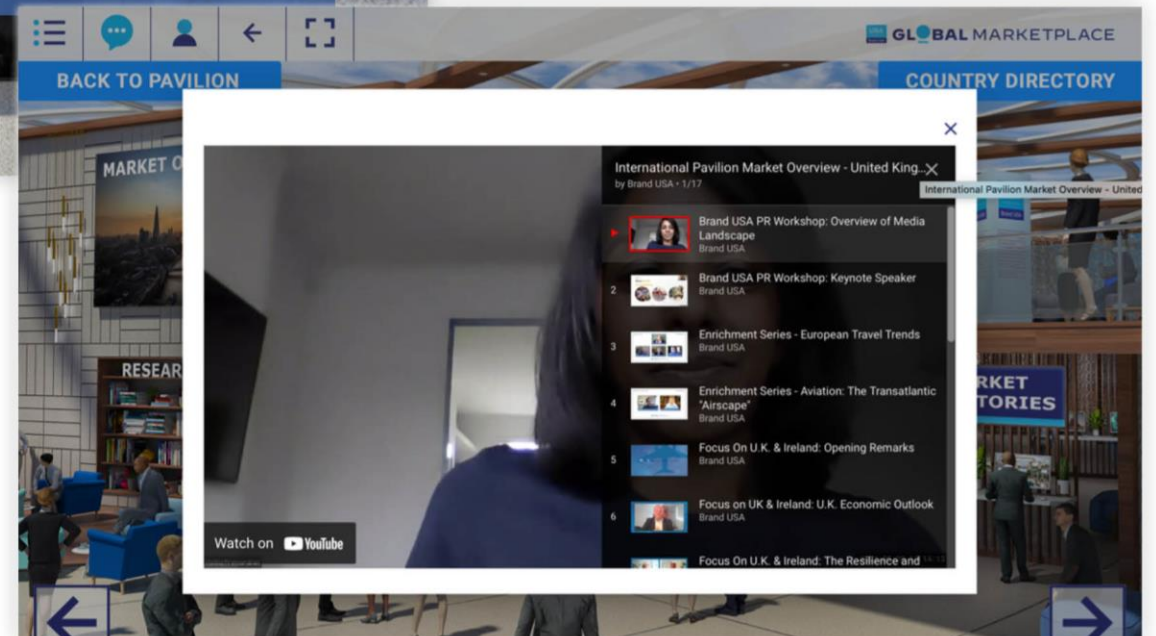 USA
GLOBAL MARKETPLACE
BACK TO PAVILION
COUNTRY DIRECTORY
MARKET O
International Pavilion Market Overview - United King...
by Brand USA • 1/17
International Pavilion Market Overview - United
Brand USA PR Workshop: Overview of Media
Landscape
Brand USA
2
Brand USA PR Workshop: Keynote Speaker
Brand USA
3
Enrichment Series - European Travel Trends
Brand USA
4
Enrichment Series - Aviation: The Transatlantic
"Airscape"
Brand USA
5
Focus On U.K. & Ireland: Opening Remarks
Brand USA
6
Focus on UK & Ireland: U.K. Economic Outlook
Brand USA
Focus On U.K. & Ireland: The Resilience and
RESEAR
RKET
TORIES
Watch on YouTube